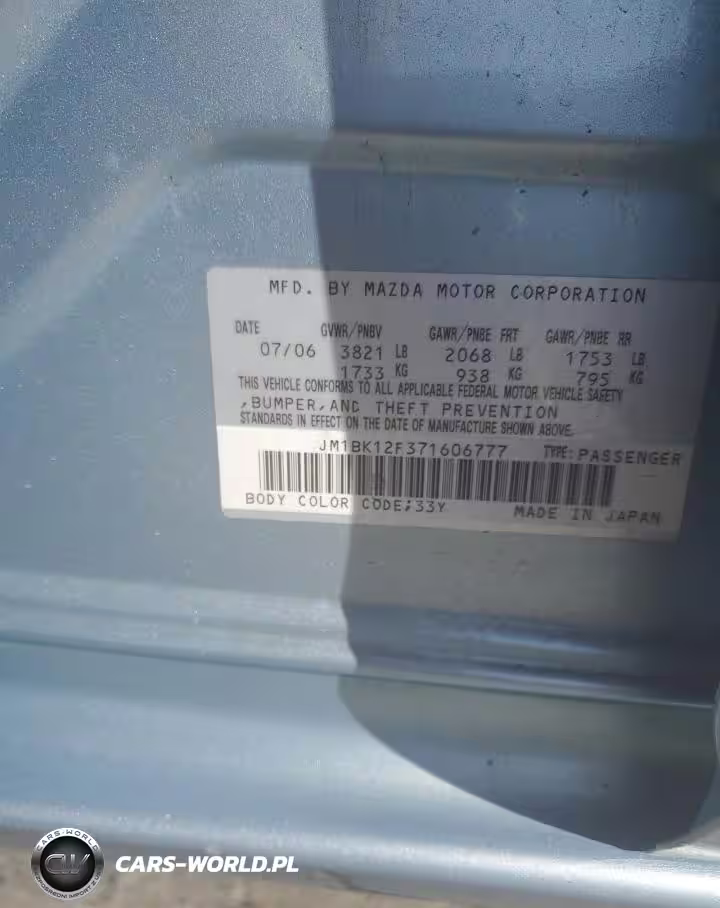 MFD. BY MAZDA MOTOR CORPORATION
DATE GVWR/PNBV GAWR/PNBE FRT GAWR/PNBE RR
07/06 3821 LB 2068 LB 1753 LB
1733 KG 938 KG 795 KG
THIS VEHICLE CONFORMS TO ALL APPLICABLE FEDERAL MOTOR VEHICLE SAFETY
,BUMPER,AND THEFT PREVENTION
STANDARDS IN EFFECT ON THE DATE OF MANUFACTURE SHOWN ABOVE.
JM1BK12F371606777 TYPE:PASSENGER
BODY COLOR CODE;33Y MADE IN JAPAN
CARS-WORLD
CARS-WORLD.PL